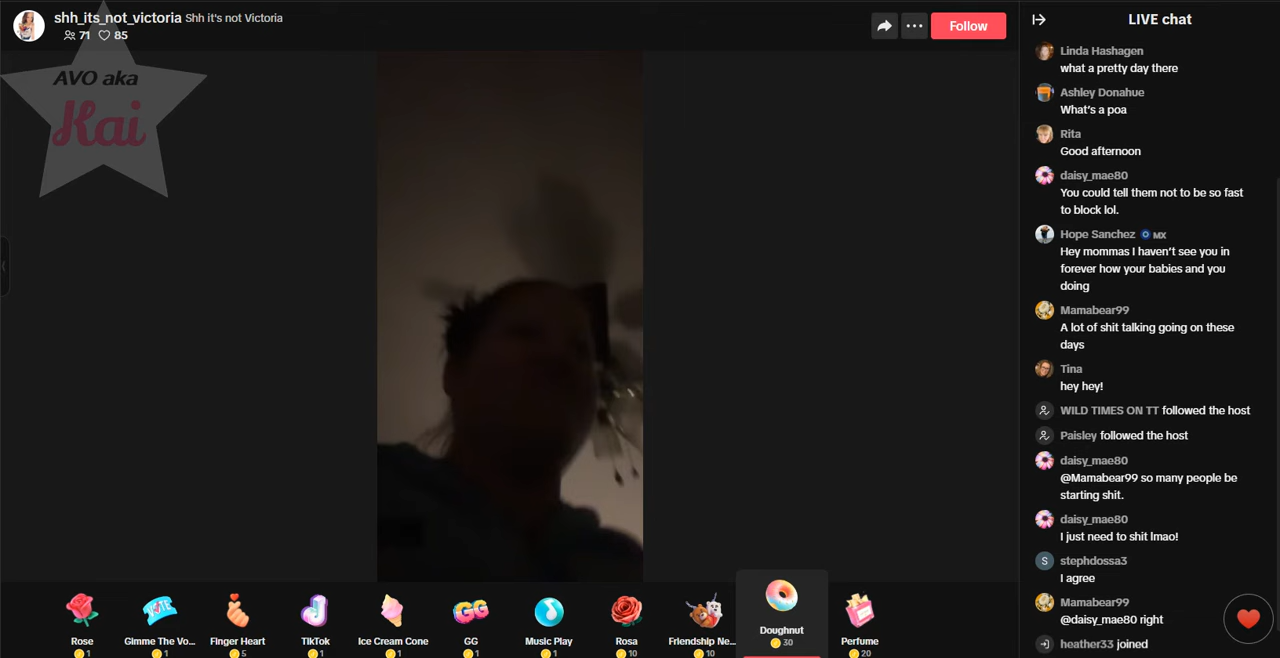 shh_its_not_victoria Shh it's not Victoria
71 85
Follow
AVO aka
Kai
LIVE chat
Linda Hashagen
what a pretty day there
Ashley Donahue
What's a poa
Rita
Good afternoon
daisy_mae80
You could tell them not to be so fast
to block lol.
Hope Sanchez MX
Hey mommas I haven't see you in
forever how your babies and you
doing
Mamabear99
A lot of shit talking going on these
days
Tina
hey hey!
WILD TIMES ON TT followed the host
Paisley followed the host
daisy_mae80
@Mamabear99 so many people be
starting shit.
daisy_mae80
I just need to shit lmao!
S stephdossa3
I agree
Mamabear99
@daisy_mae80 right
heather33 joined
VOTE
GG
Rose
Gimme The Vo...
Finger Heart
TikTok
Ice Cream Cone
GG
Music Play
Rosa
Friendship Ne...
Doughnut
Perfume
1
1
5
1
1
1
1
10
10
30
20